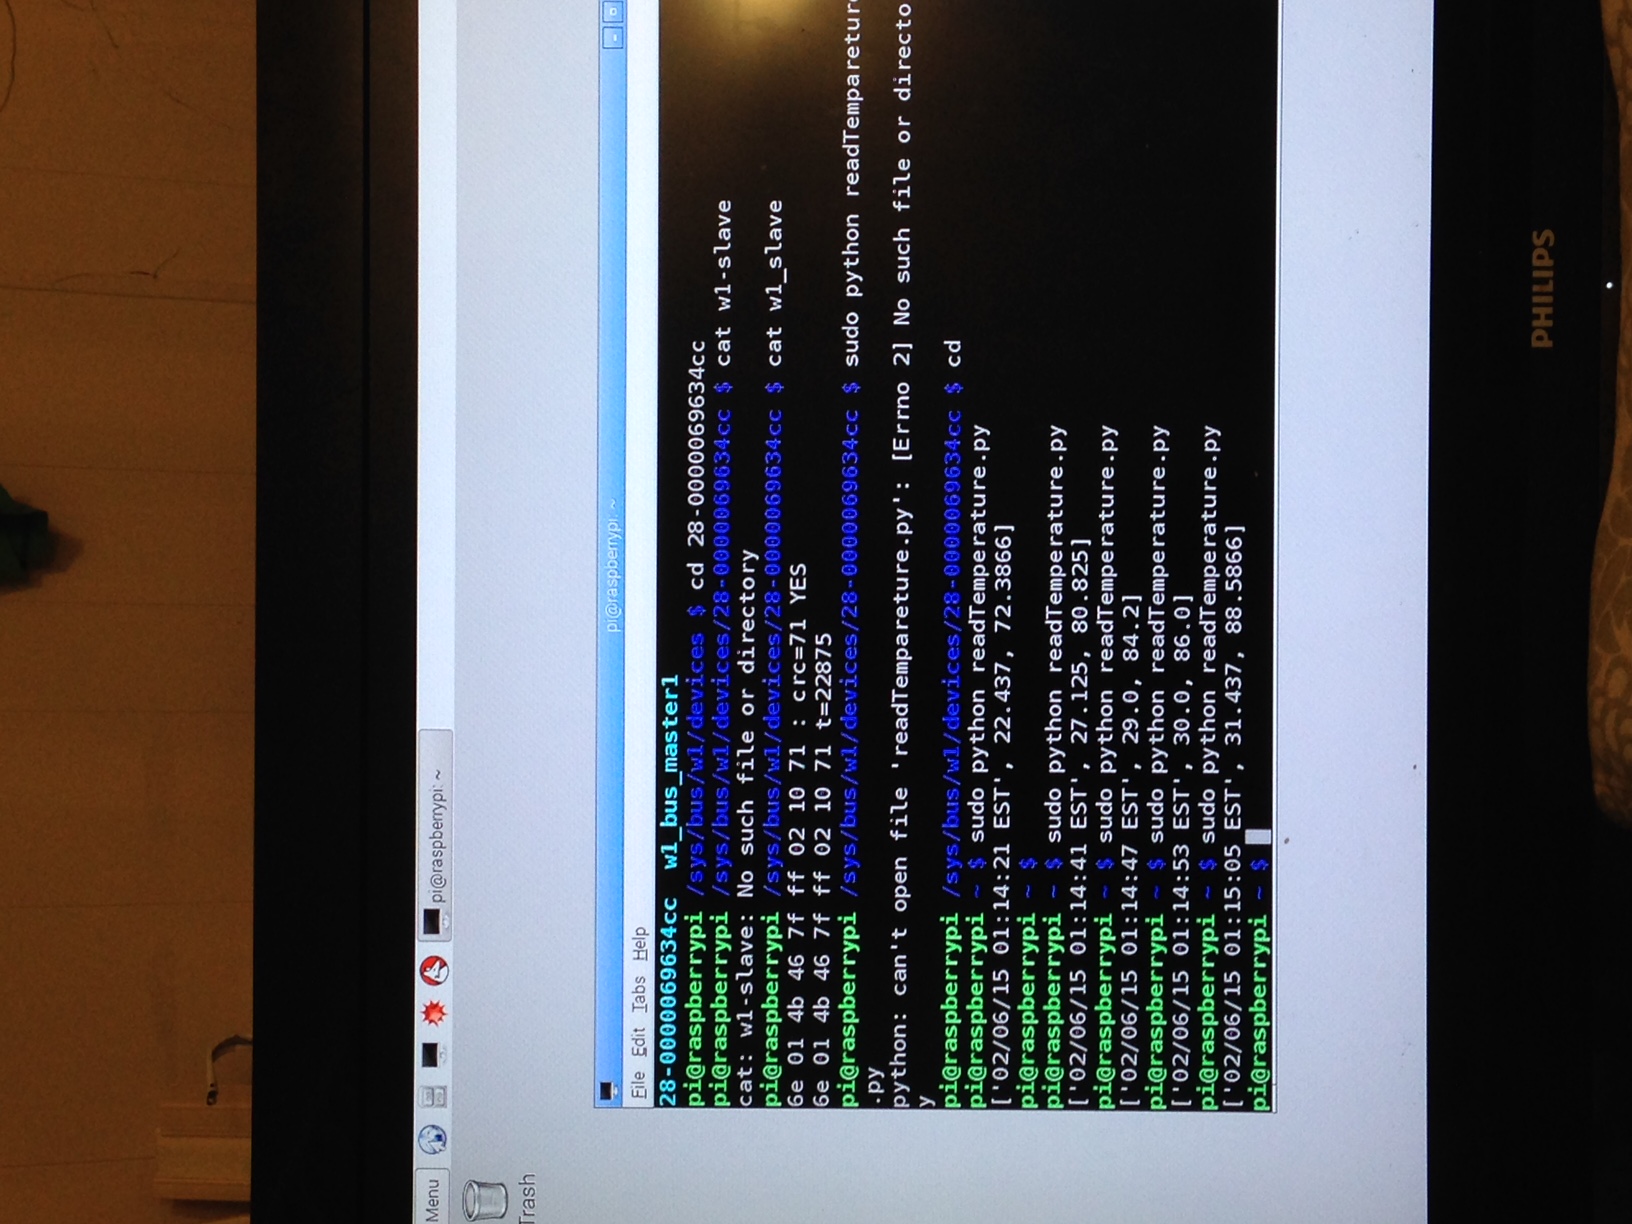 Menu
pi@raspberrypi: ~
Trash
pi@raspberrypi: ~
File Edit Tabs Help
28-0000069634cc w1_bus_master1
pi@raspberrypi /sys/bus/w1/devices $ cd 28-0000069634cc
pi@raspberrypi /sys/bus/w1/devices/28-0000069634cc $ cat w1-slave
cat: w1-slave: No such file or directory
pi@raspberrypi /sys/bus/w1/devices/28-0000069634cc $ cat w1_slave
6e 01 4b 46 7f ff 02 10 71 : crc=71 YES
6e 01 4b 46 7f ff 02 10 71 t=22875
pi@raspberrypi /sys/bus/w1/devices/28-0000069634cc $ sudo python readTempareture
.py
python: can't open file 'readTempareture.py': [Errno 2] No such file or directo
y
pi@raspberrypi /sys/bus/w1/devices/28-0000069634cc $ cd
pi@raspberrypi ~ $ sudo python readTemperature.py
['02/06/15 01:14:21 EST', 22.437, 72.3866]
pi@raspberrypi ~ $
pi@raspberrypi ~ $ sudo python readTemperature.py
['02/06/15 01:14:41 EST', 27.125, 80.825]
pi@raspberrypi ~ $ sudo python readTemperature.py
['02/06/15 01:14:47 EST', 29.0, 84.2]
pi@raspberrypi ~ $ sudo python readTemperature.py
['02/06/15 01:14:53 EST', 30.0, 86.0]
pi@raspberrypi ~ $ sudo python readTemperature.py
['02/06/15 01:15:05 EST', 31.437, 88.5866]
pi@raspberrypi ~ $
PHILIPS